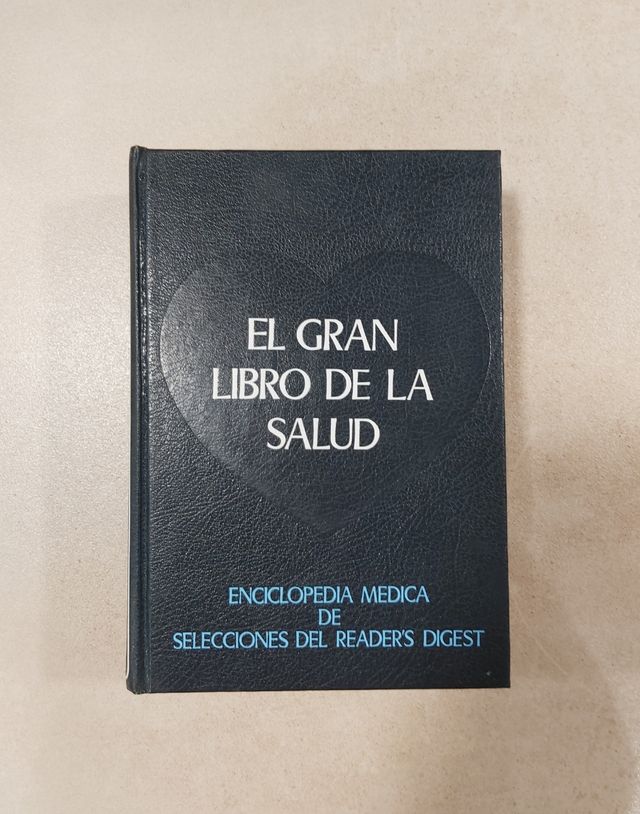 EL GRAN
LIBRO DE LA
SALUD
ENCICLOPEDIA MEDICA
DE
SELECCIONES DEL READER'S DIGEST